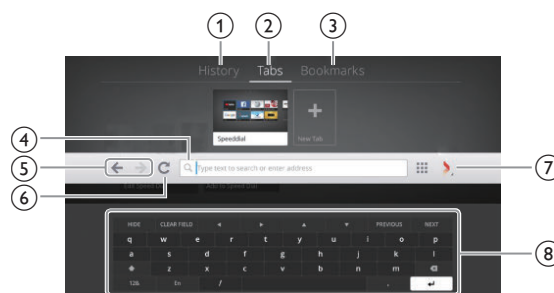 1 2 3
History Tabs Bookmarks
Speeddial New Tab
4
5 Type text to search or enter address 7
6
Edit Speed Dial Add to Speed Dial
HIDE CLEAR FIELD ◄ ► ▲ ▼ PREVIOUS NEXT
q w e r t y u i o p
8
a s d f g h j k l
z x c v b n m
123& En / .